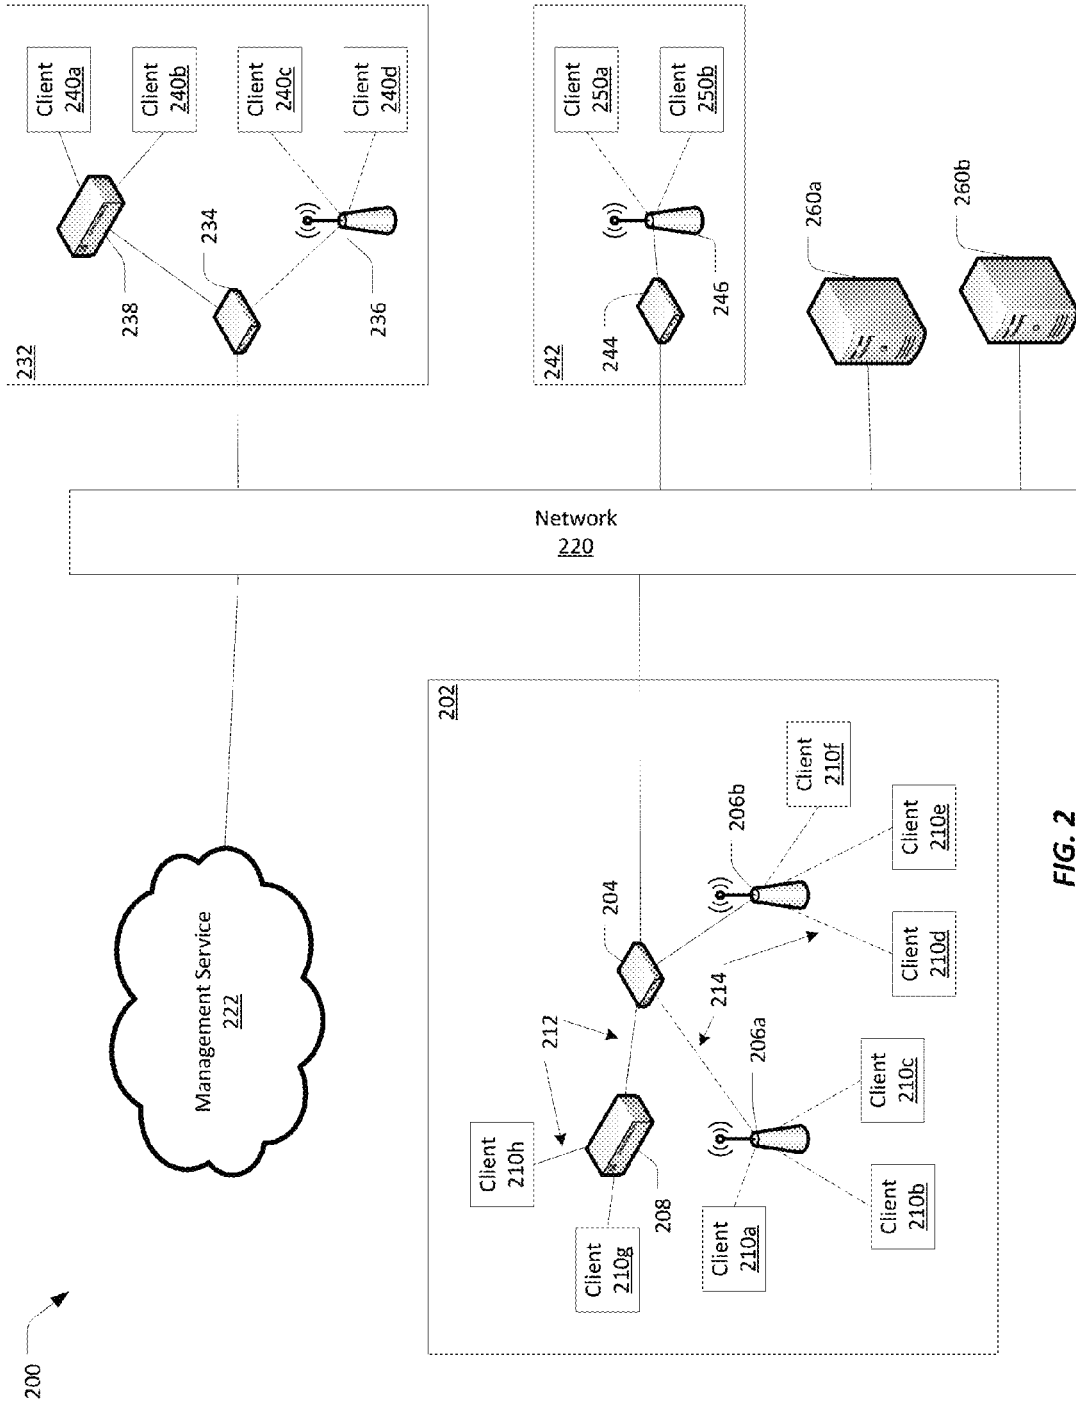 200
Management Service
222
202
Client
210h
Client
210g
208
212
204
Client
210a
206a
214
206b
Client
210f
Client
210b
Client
210c
Client
210d
Client
210e
Network
220
232
238
234
236
Client
240a
Client
240b
Client
240c
Client
240d
242
244
246
Client
250a
Client
250b
260a
260b
FIG. 2